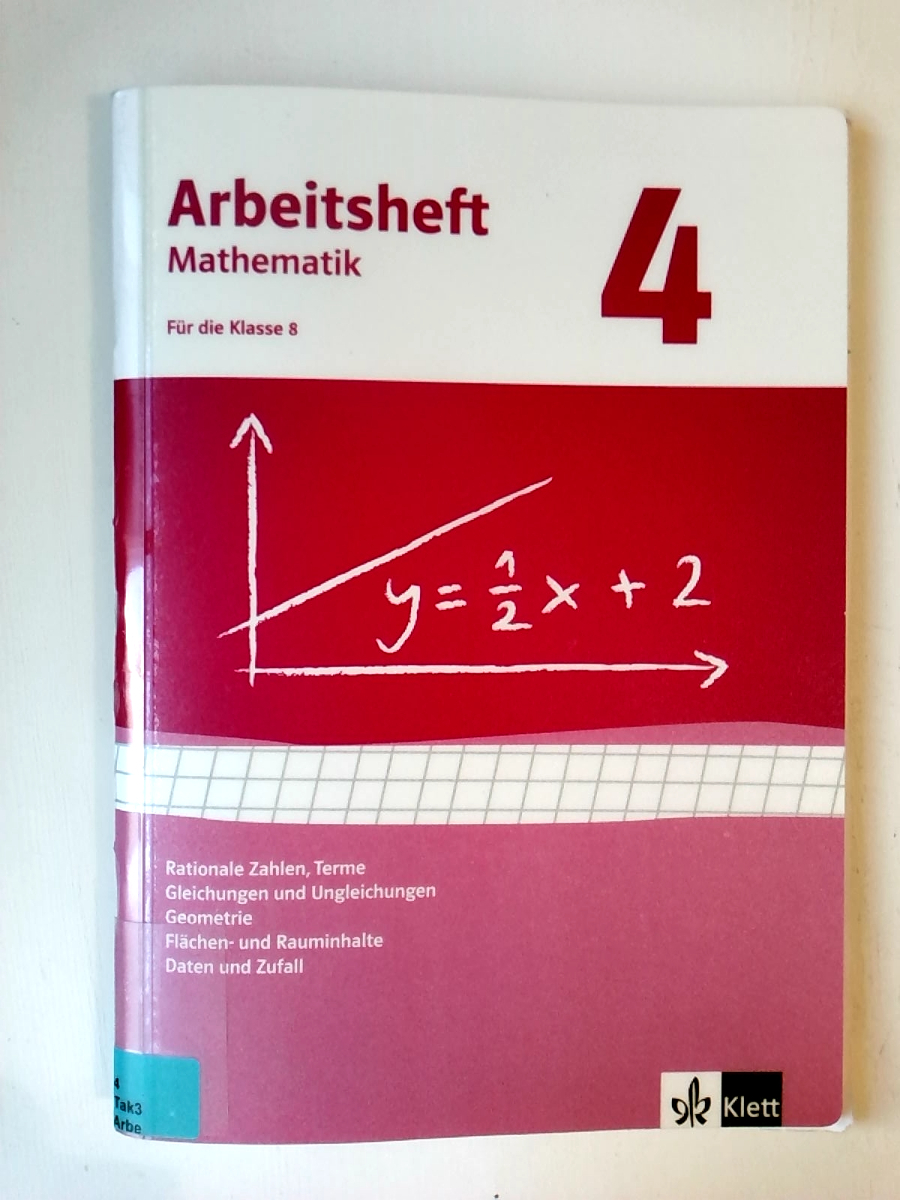 Arbeitsheft
Mathematik
4
Für die Klasse 8
y = 1/2 x + 2
Rationale Zahlen, Terme
Gleichungen und Ungleichungen
Geometrie
Flächen- und Rauminhalte
Daten und Zufall
4
Tak3
Arbe
Klett